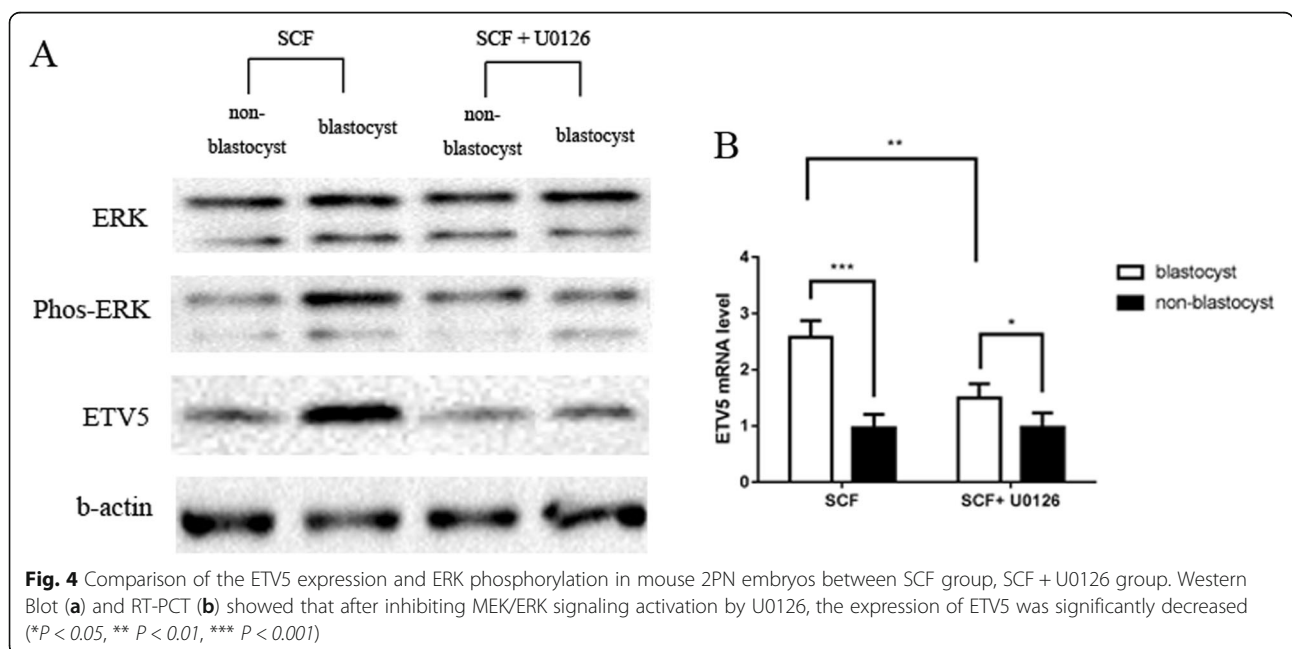 A
SCF
SCF + U0126
non-
blastocyst
blastocyst
non-
blastocyst
blastocyst
ERK
Phos-ERK
ETV5
b-actin
B
**
***
*
ETV5 mRNA level
4
3
2
1
0
SCF
SCF+ U0126
blastocyst
non-blastocyst
Fig. 4 Comparison of the ETV5 expression and ERK phosphorylation in mouse 2PN embryos between SCF group, SCF + U0126 group. Western
Blot (a) and RT-PCT (b) showed that after inhibiting MEK/ERK signaling activation by U0126, the expression of ETV5 was significantly decreased
(*P < 0.05, ** P < 0.01, *** P < 0.001)